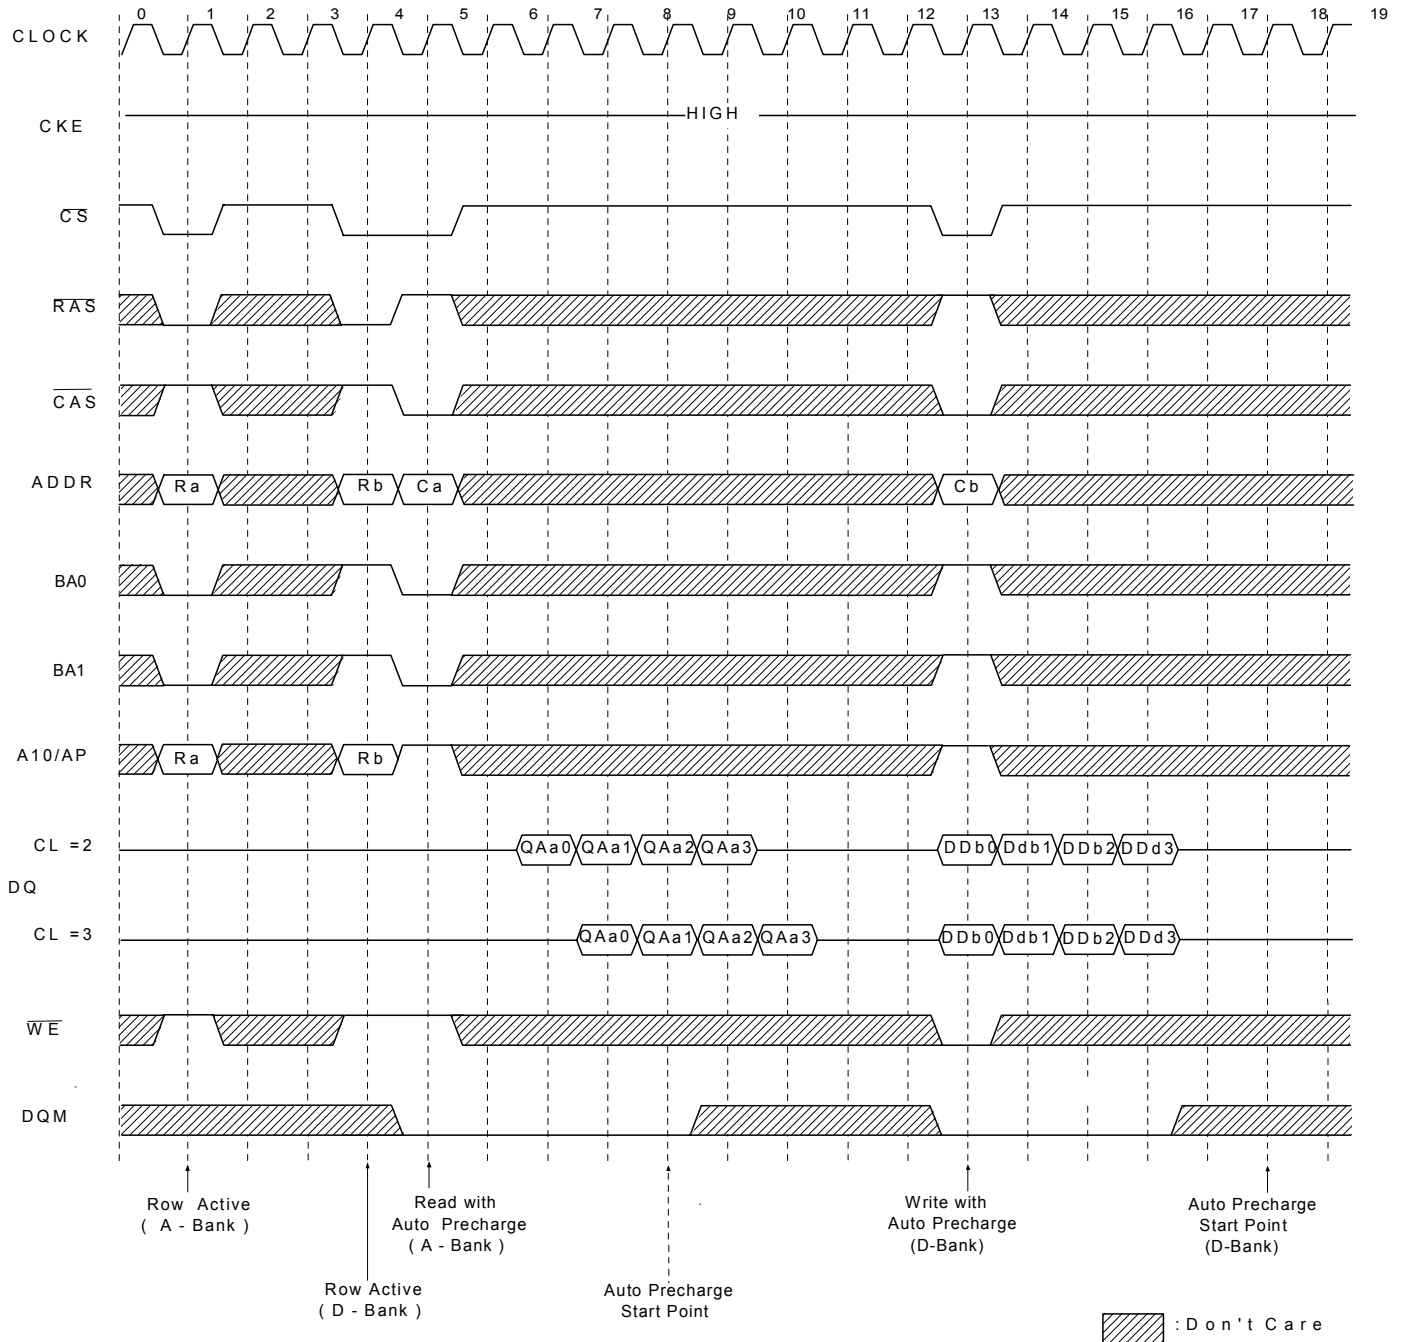 0 1 2 3 4 5 6 7 8 9 10 11 12 13 14 15 16 17 18 19
CLOCK
HIGH
CKE
CS
RAS
CAS
ADDR Ra Rb Ca Cb
BA0
BA1
A10/AP Ra Rb
CL =2 QAa0 QAa1 QAa2 QAa3 DDb0 Ddb1 DDb2 DDd3
DQ
CL =3 QAa0 QAa1 QAa2 QAa3 DDb0 Ddb1 DDb2 DDd3
WE
DQM
Row Active
( A - Bank )
Read with
Auto Precharge
( A - Bank )
Write with
Auto Precharge
(D-Bank)
Auto Precharge
Start Point
(D-Bank)
Row Active
( D - Bank )
Auto Precharge
Start Point
: Don't Care